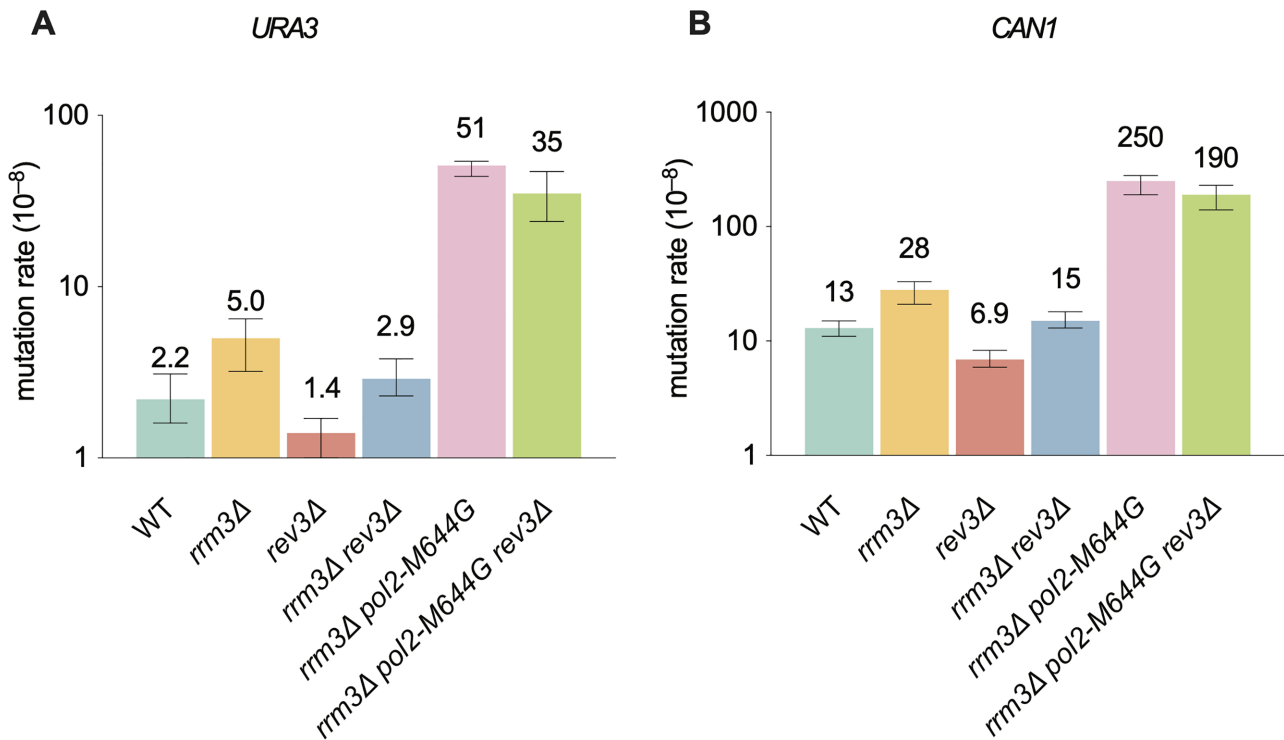 A
URA3
mutation rate (10⁻⁸)
100
10
1
2.2
5.0
1.4
2.9
51
35
WT
rrm3Δ
rev3Δ
rrm3Δ rev3Δ
rrm3Δ pol2-M644G
rrm3Δ pol2-M644G rev3Δ
B
CAN1
mutation rate (10⁻⁸)
1000
100
10
1
13
28
6.9
15
250
190
WT
rrm3Δ
rev3Δ
rrm3Δ rev3Δ
rrm3Δ pol2-M644G
rrm3Δ pol2-M644G rev3Δ